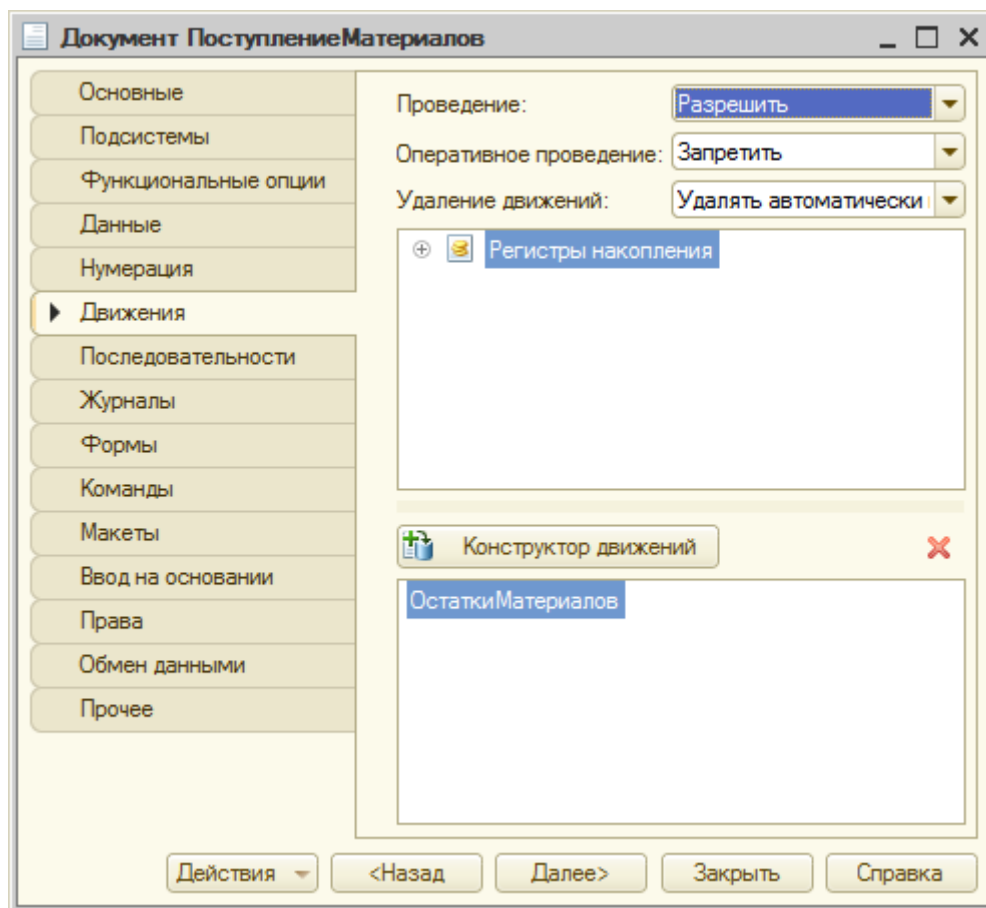 Документ ПоступлениеМатериалов
Основные
Подсистемы
Функциональные опции
Данные
Нумерация
Движения
Последовательности
Журналы
Формы
Команды
Макеты
Ввод на основании
Права
Обмен данными
Прочее
Проведение: Разрешить
Оперативное проведение: Запретить
Удаление движений: Удалять автоматически
Регистры накопления
Конструктор движений
ОстаткиМатериалов
Действия <Назад Далее> Закрыть Справка